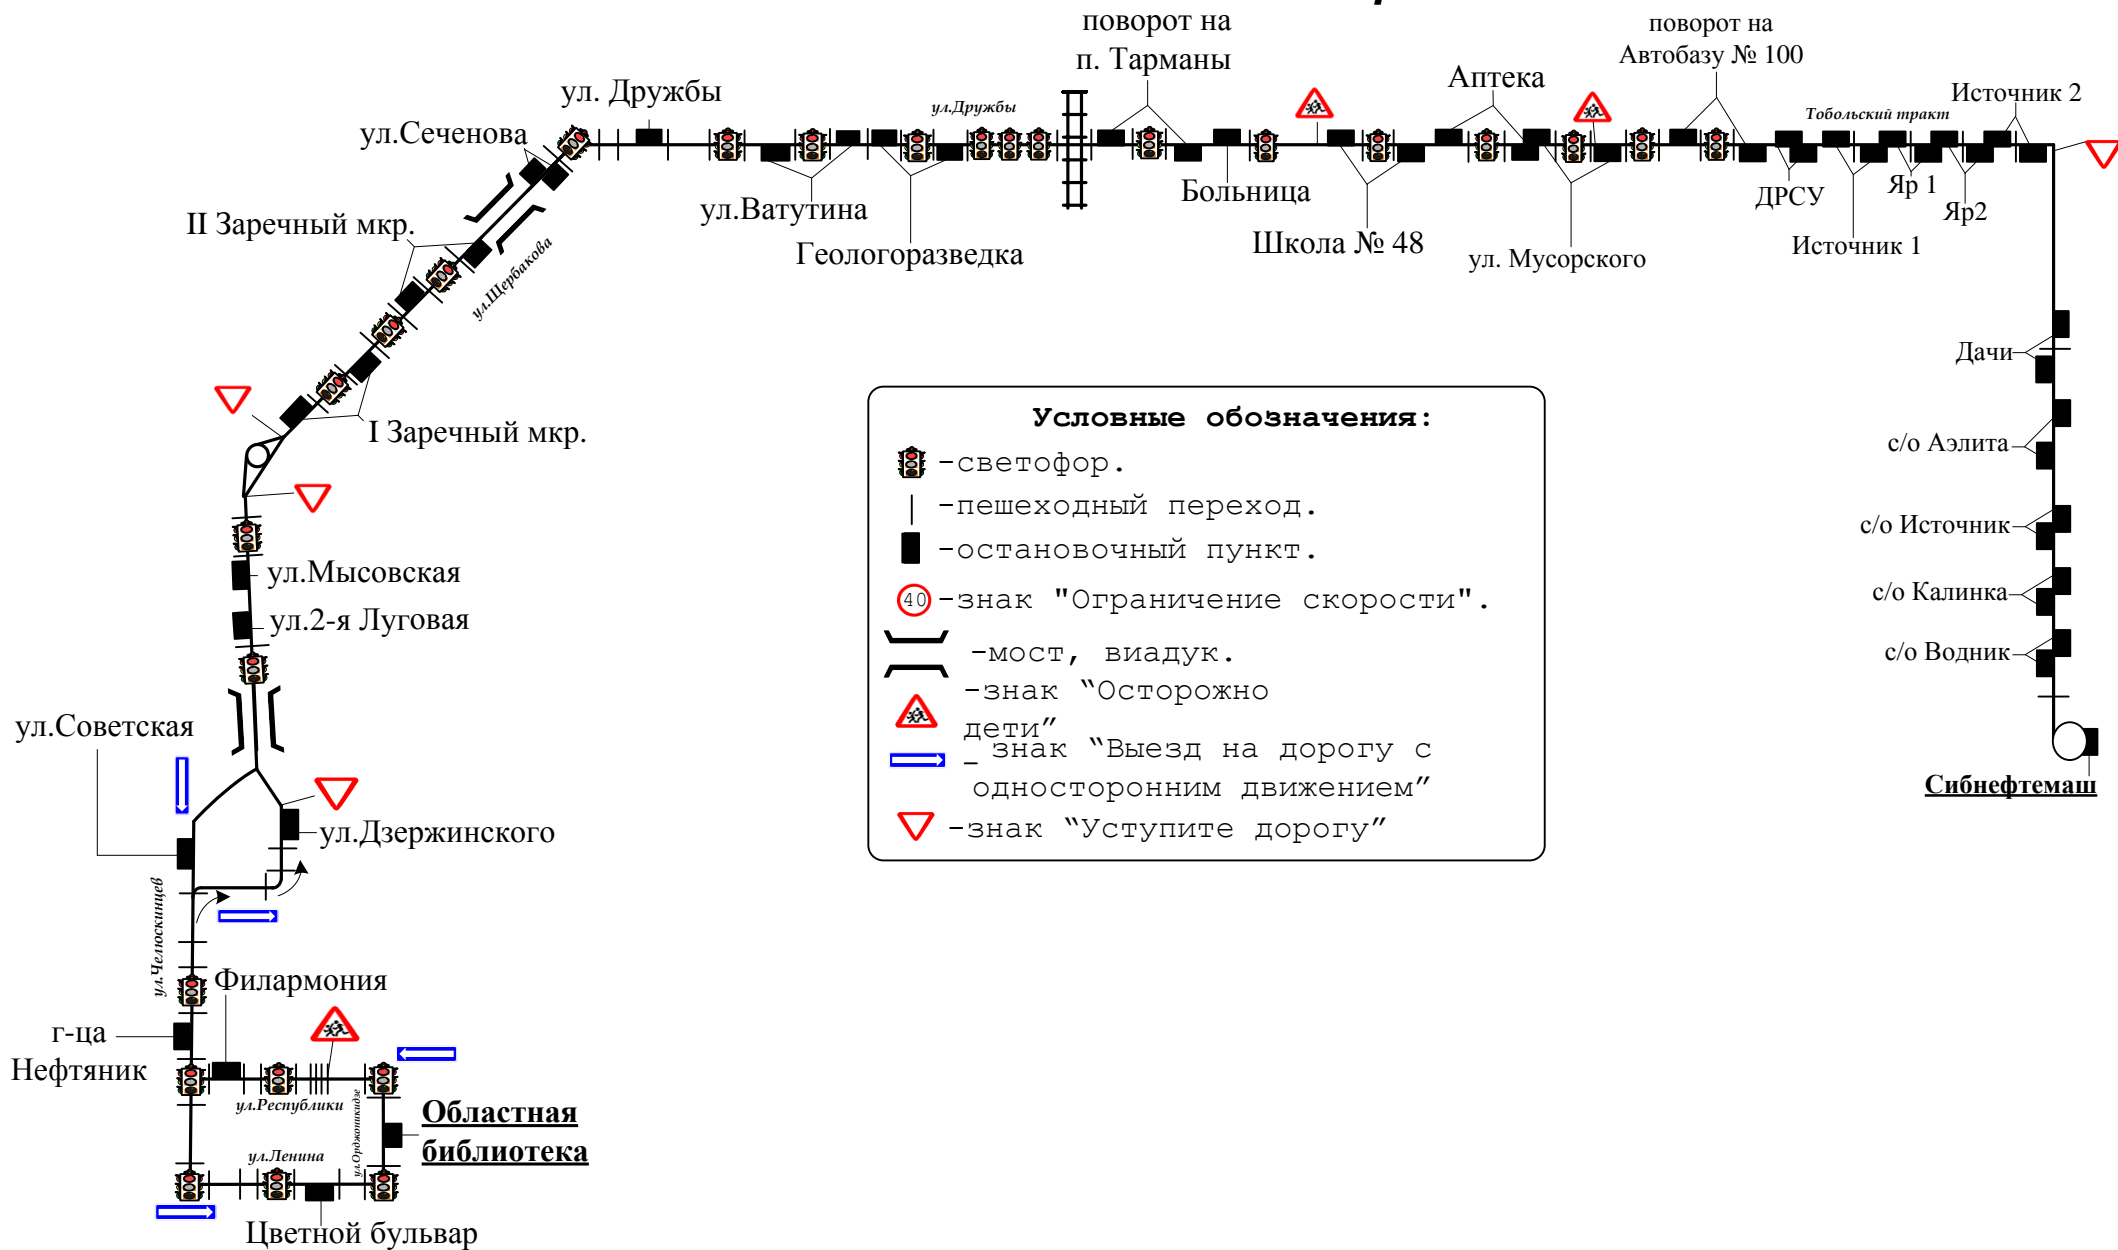 поворот на
п. Тарманы
поворот на
Автобазу № 100
ул. Дружбы
ул.Дружбы
Аптека
Тобольский тракт
Источник 2
ул.Сеченова
II Заречный мкр.
ул.Щербакова
ул.Ватутина
Геологоразведка
Больница
Школа № 48
ул. Мусорского
ДРСУ
Источник 1
Яр 1
Яр2
I Заречный мкр.
Дачи
с/о Аэлита
с/о Источник
с/о Калинка
с/о Водник
Сибнефтемаш
Условные обозначения:
-светофор.
-пешеходный переход.
-остановочный пункт.
40 -знак "Ограничение скорости".
-мост, виадук.
-знак “Осторожно
дети”
- знак “Выезд на дорогу с
односторонним движением”
-знак “Уступите дорогу”
ул.Мысовская
ул.2-я Луговая
ул.Советская
ул.Дзержинского
ул.Челюскинцев
Филармония
г-ца
Нефтяник
ул.Республики
ул.Орджоникидзе
Областная
библиотека
ул.Ленина
Цветной бульвар